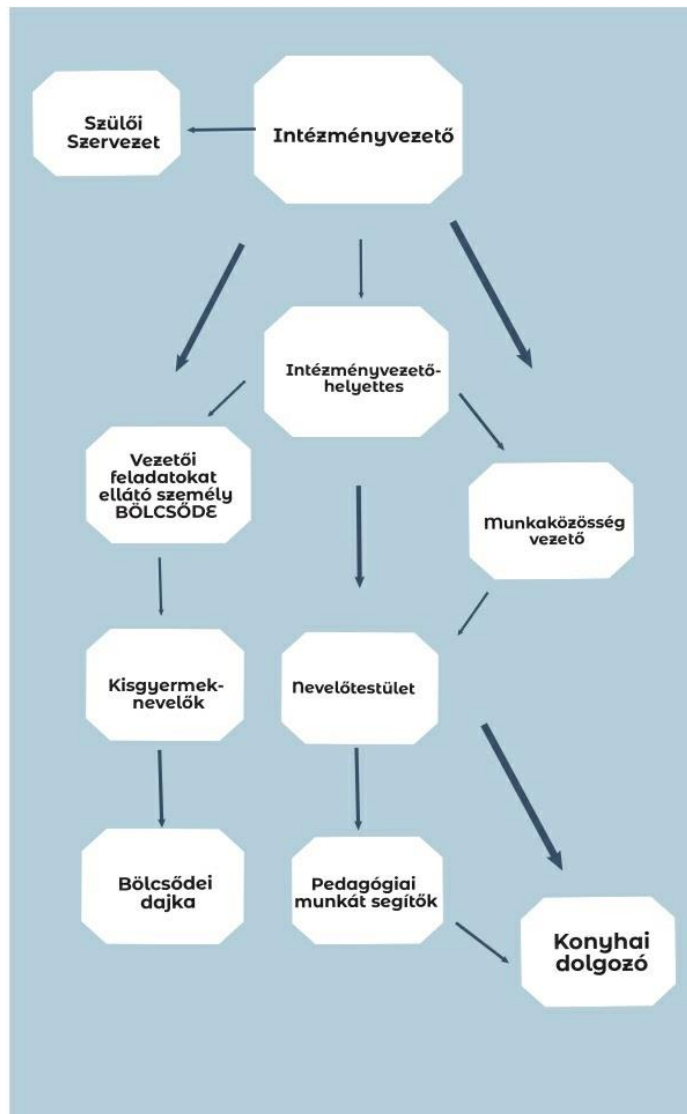 Szülői
Szervezet
Intézményvezető
Intézményvezető-
helyettes
Vezetői
feladatokat
ellátó személy
BÖLCSŐDE
Munkaközösség
vezető
Kisgyermek-
nevelők
Nevelőtestület
Bölcsődei
dajka
Pedagógiai
munkát segítők
Konyhai
dolgozó